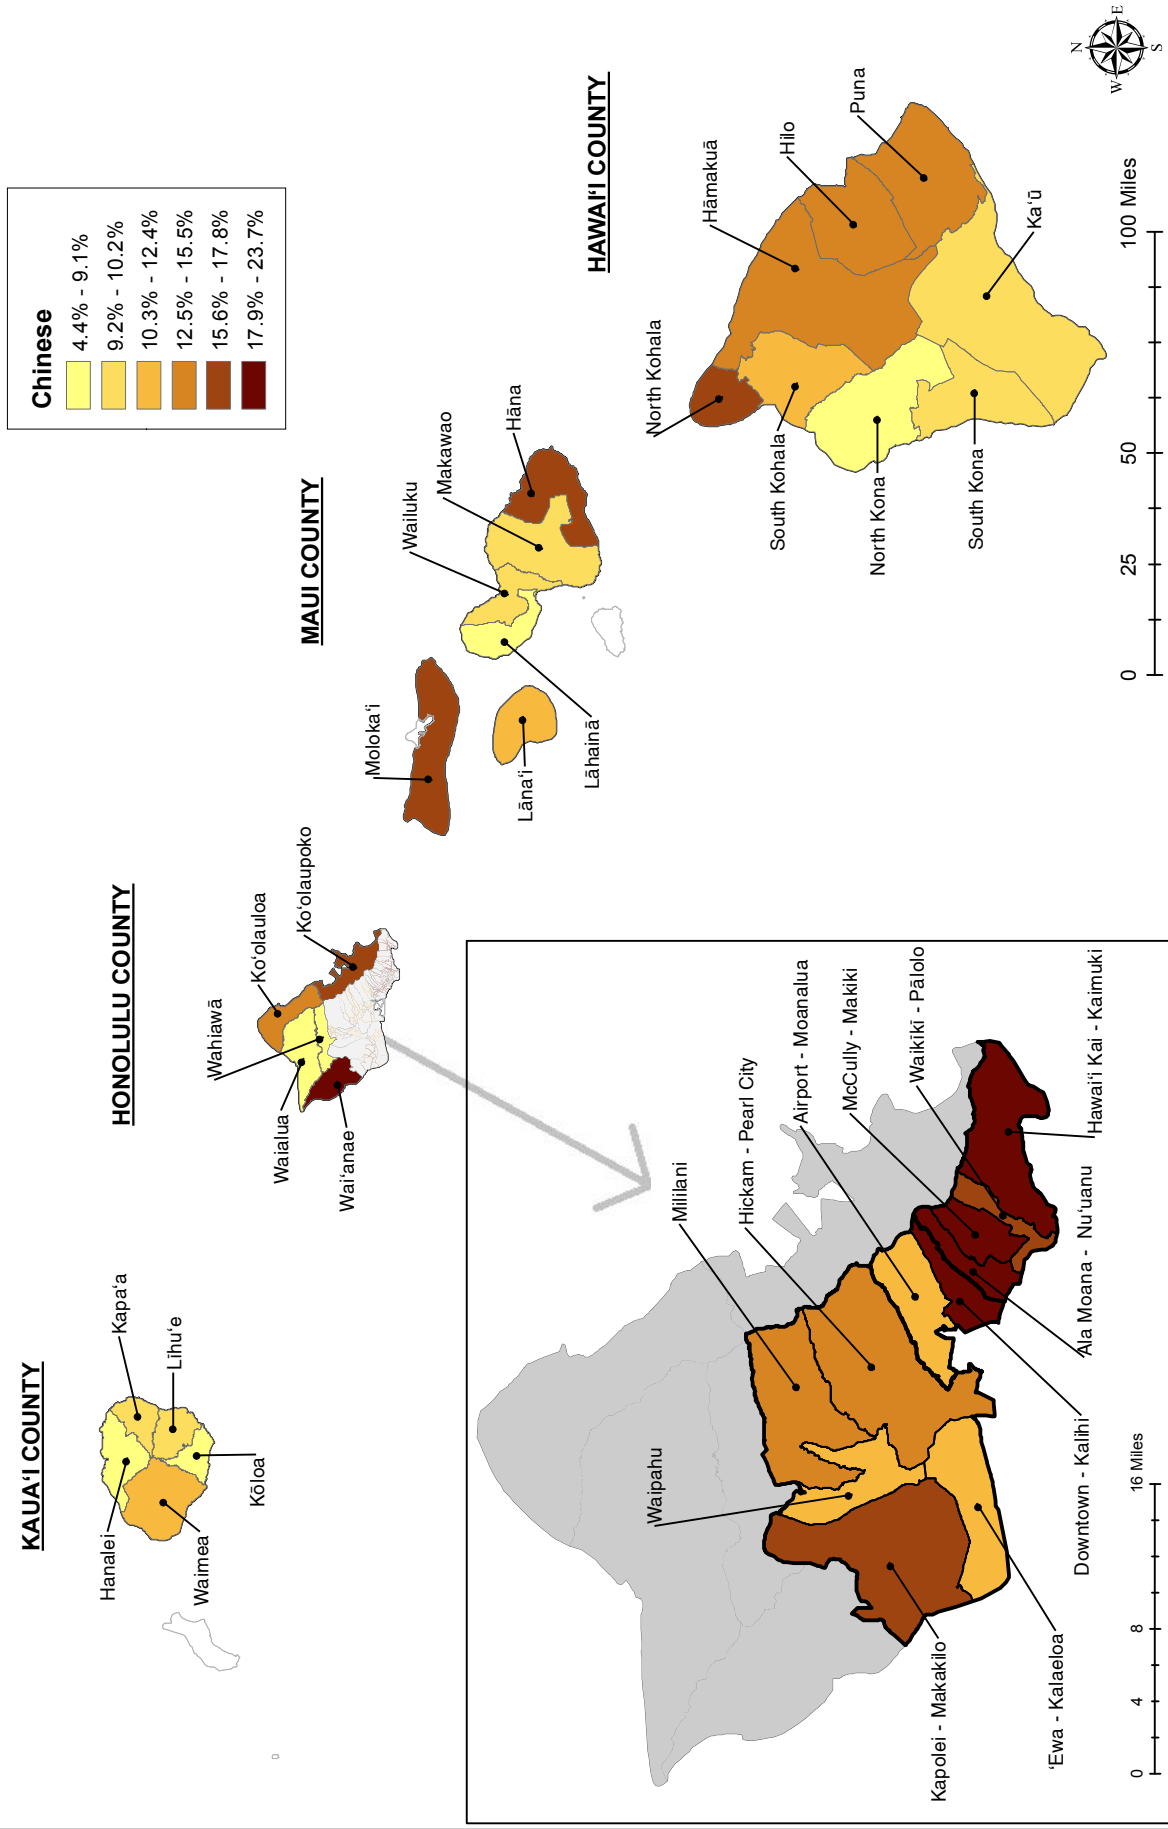 KAUAʻI COUNTY
Hanalei
Kapaʻa
Līhuʻe
Waimea
Kōloa
HONOLULU COUNTY
Wahiawā
Koʻolauloa
Koʻolaupoko
Waialua
Waiʻanae
MAUI COUNTY
Molokaʻi
Wailuku
Makawao
Hāna
Lānaʻi
Lāhainā
HAWAIʻI COUNTY
North Kohala
Hāmakuā
Hilo
Puna
South Kohala
North Kona
South Kona
Kaʻū
Chinese
4.4% - 9.1%
9.2% - 10.2%
10.3% - 12.4%
12.5% - 15.5%
15.6% - 17.8%
17.9% - 23.7%
Waipahu
Mililani
Hickam - Pearl City
Airport - Moanalua
McCully - Makiki
Waikīkī - Pālolo
Kapolei - Makakilo
ʻEwa - Kalaeloa
Downtown - Kalihi
Ala Moana - Nuʻuanu
Hawaiʻi Kai - Kaimuki
0 4 8 16 Miles
0 25 50 100 Miles
N
W E
S